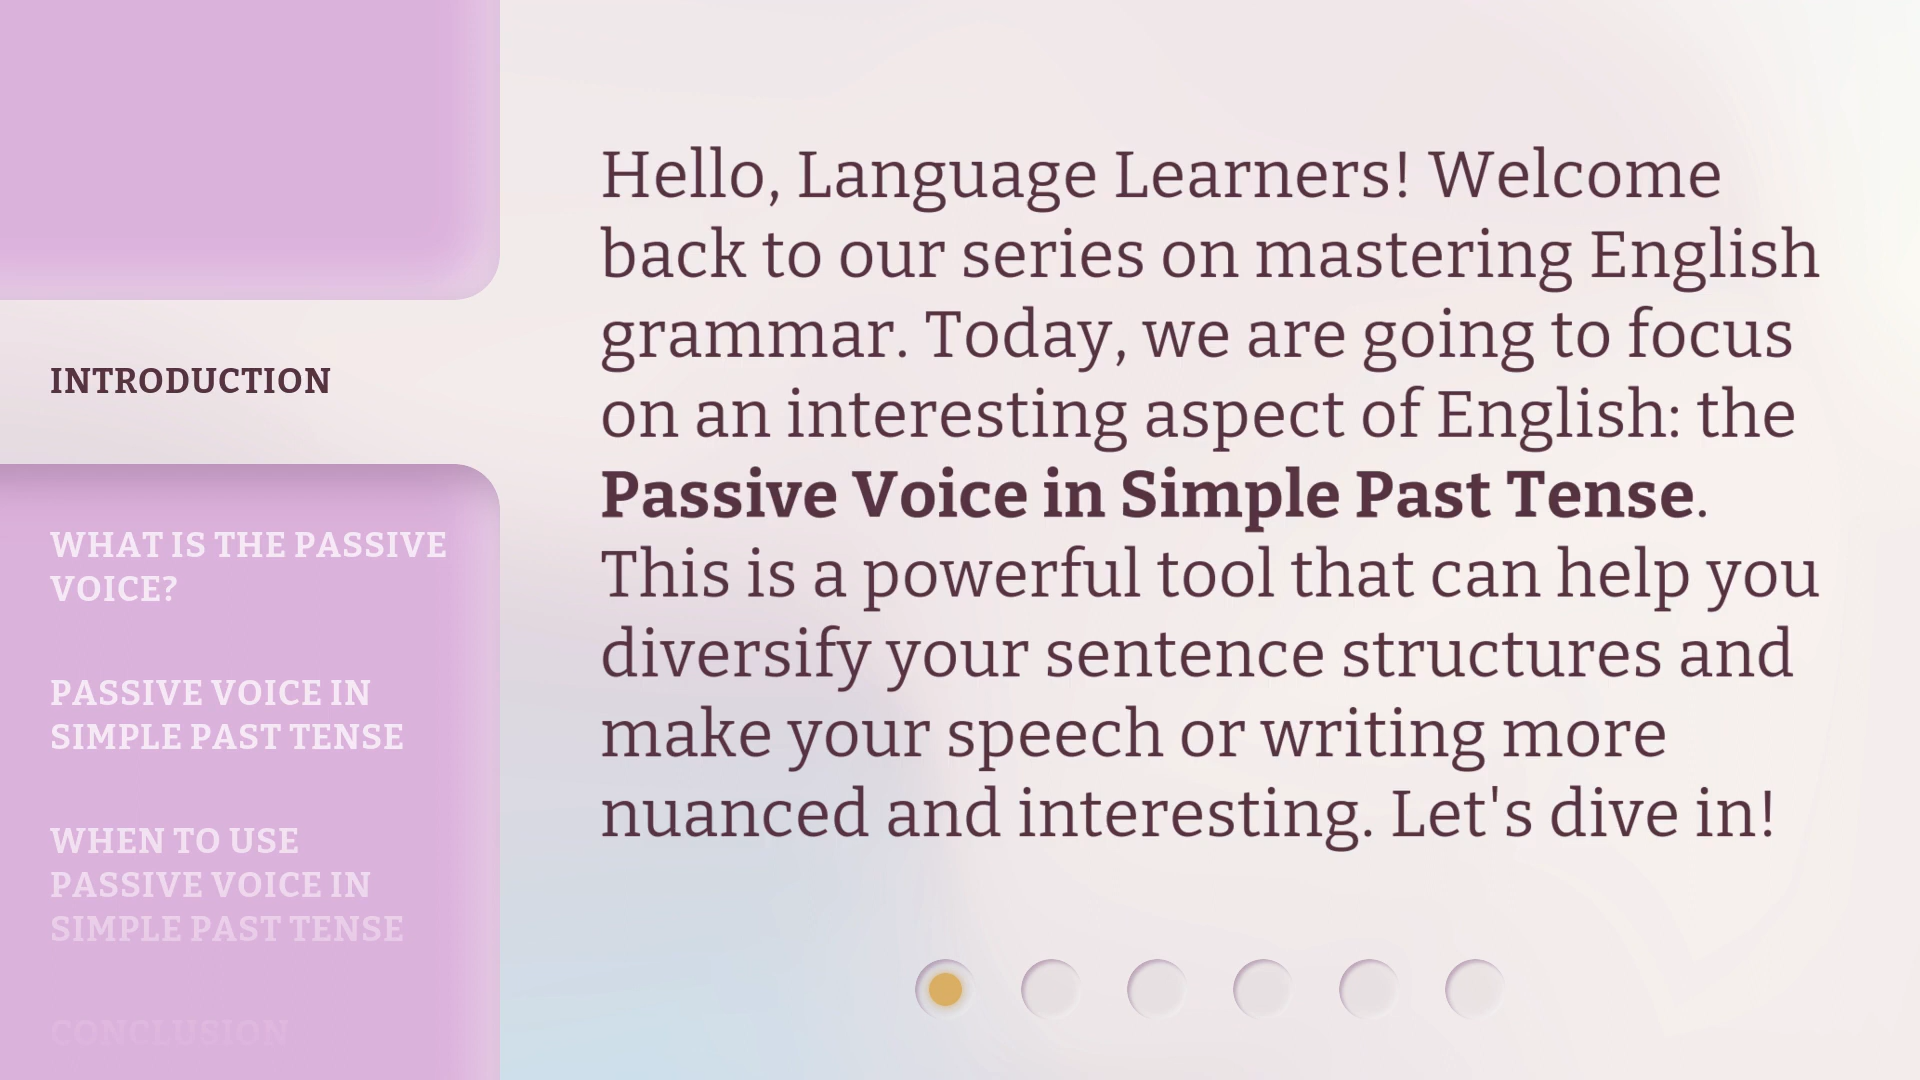 INTRODUCTION
WHAT IS THE PASSIVE
VOICE?
PASSIVE VOICE IN
SIMPLE PAST TENSE
WHEN TO USE
PASSIVE VOICE IN
SIMPLE PAST TENSE
CONCLUSION
Hello, Language Learners! Welcome
back to our series on mastering English
grammar. Today, we are going to focus
on an interesting aspect of English: the
Passive Voice in Simple Past Tense.
This is a powerful tool that can help you
diversify your sentence structures and
make your speech or writing more
nuanced and interesting. Let's dive in!